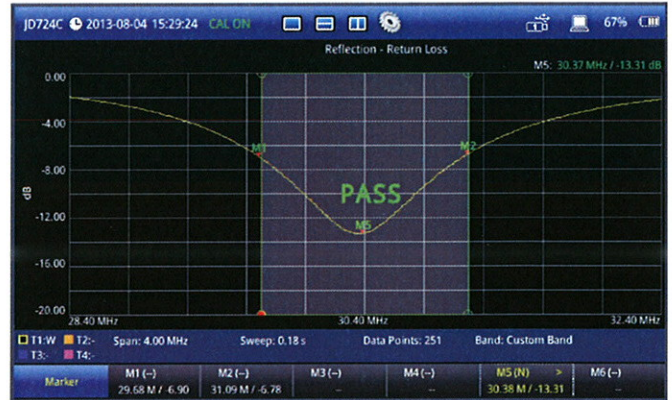 JD724C 2013-08-04 15:29:24 CAL ON 67%
Reflection - Return Loss
M5: 30.37 MHz / -13.31 dB
0.00
-4.00
-8.00
dB
-12.00
-16.00
-20.00
M1
M2
PASS
M5
28.40 MHz 30.40 MHz 32.40 MHz
T1:W T2:- Span: 4.00 MHz Sweep: 0.18 s Data Points: 251 Band: Custom Band
T3:- T4:-
Marker M1 (--) M2 (--) M3 (--) M4 (--) M5 (N) > M6 (--)
29.68 M / -6.90 31.09 M / -6.78 -- -- 30.38 M / -13.31 --